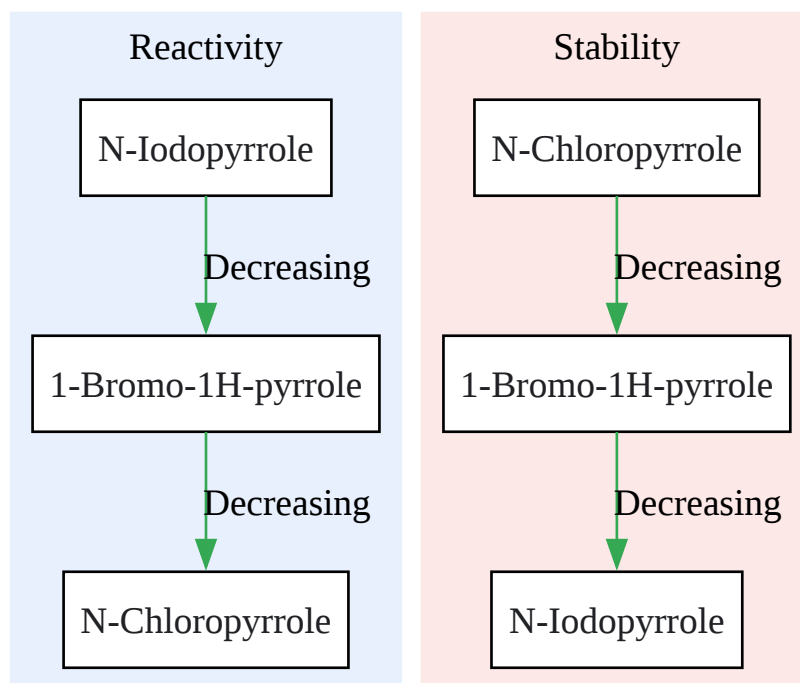 Reactivity
N-Iodopyrrole
Decreasing
1-Bromo-1H-pyrrole
Decreasing
N-Chloropyrrole
Stability
N-Chloropyrrole
Decreasing
1-Bromo-1H-pyrrole
Decreasing
N-Iodopyrrole